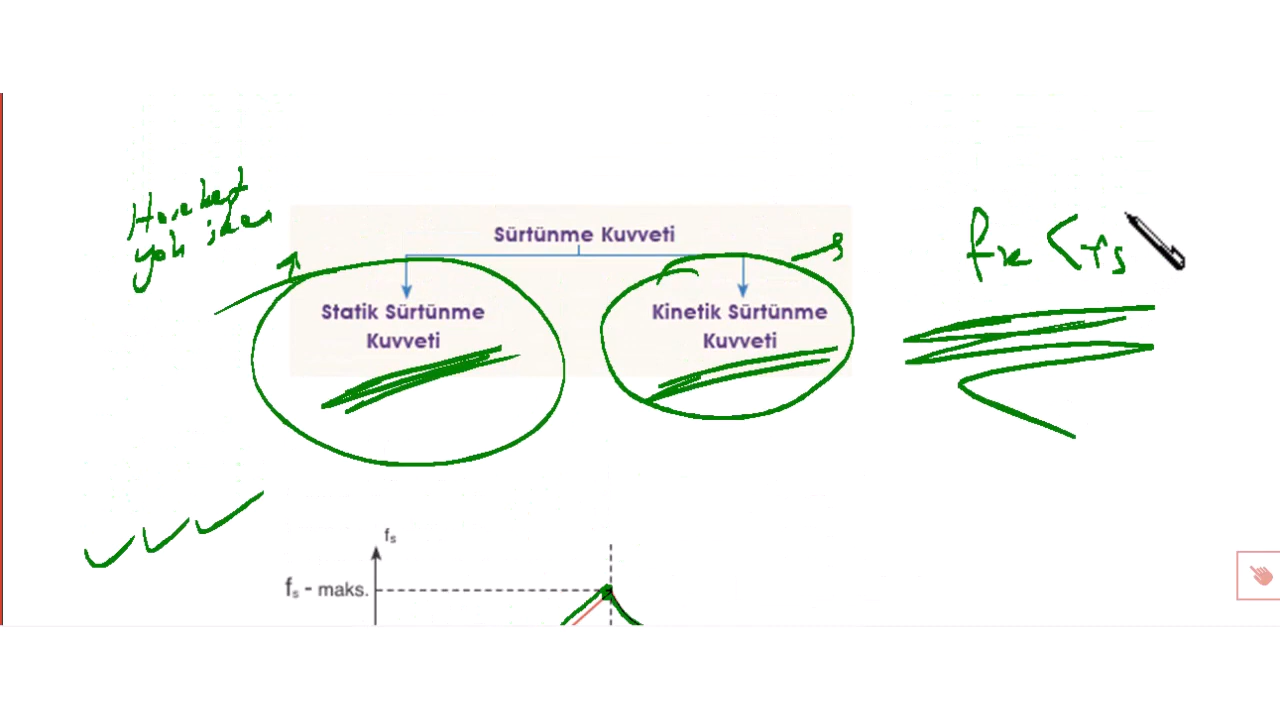 Hareket
yok iken
Sürtünme Kuvveti
fk < fs
Statik Sürtünme
Kuvveti
Kinetik Sürtünme
Kuvveti
fs
fs - maks.